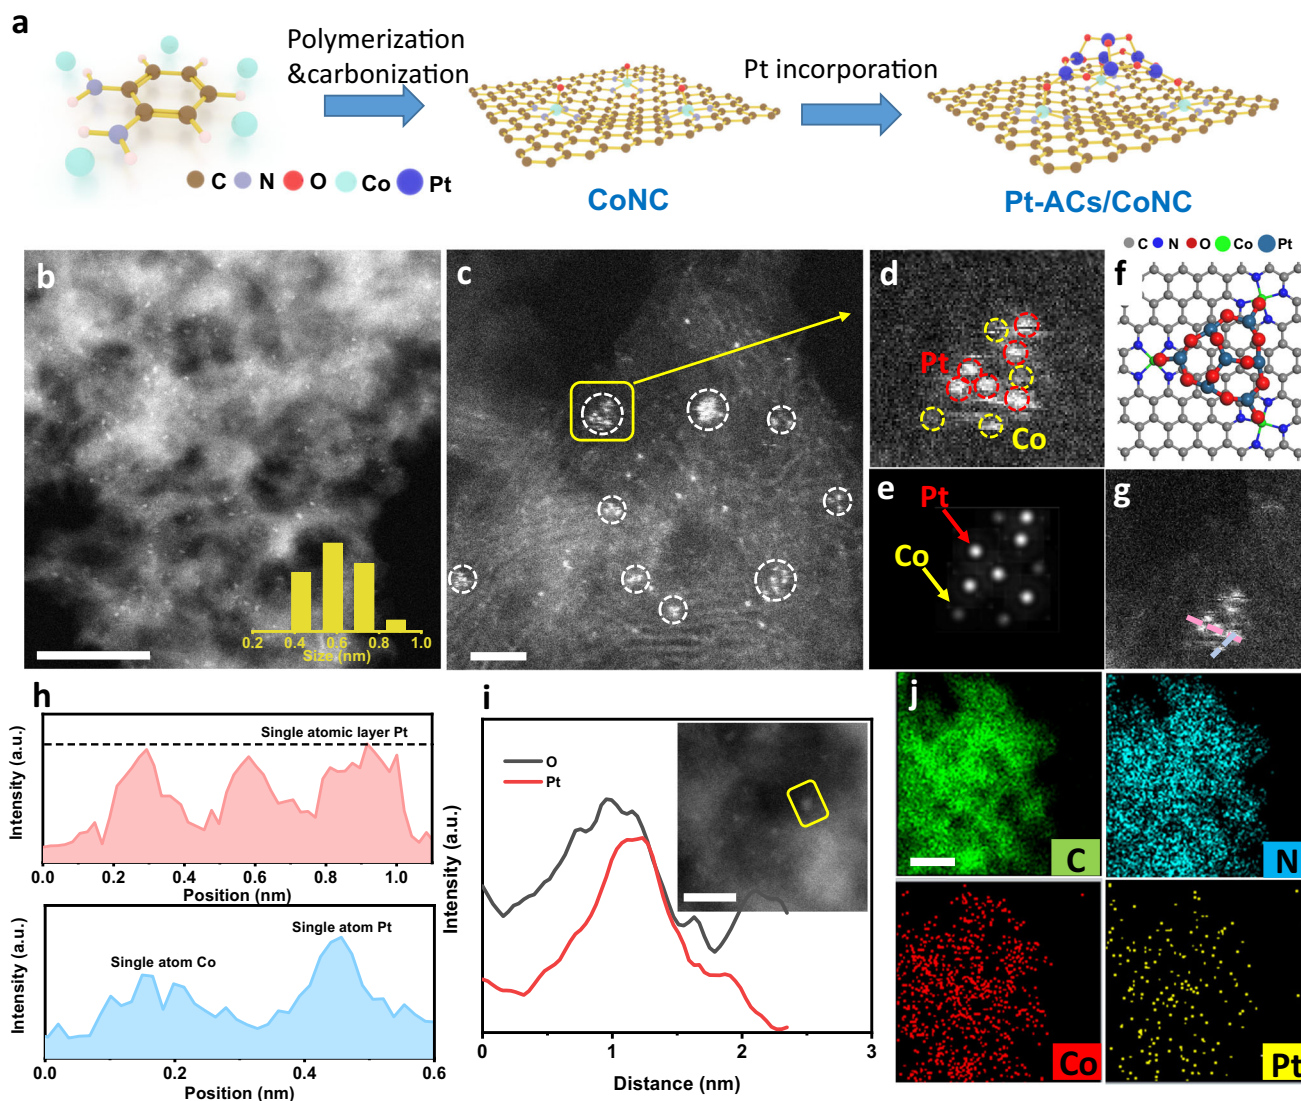 a
Polymerization
&carbonization
Pt incorporation
C N O Co Pt
CoNC
Pt-ACs/CoNC
b
0.2 0.4 0.6 0.8 1.0
Size (nm)
c
d
Pt
Co
C N O Co Pt
f
e
Pt
Co
g
h
Single atomic layer Pt
Intensity (a.u.)
0.0 0.2 0.4 0.6 0.8 1.0
Position (nm)
Single atom Pt
Single atom Co
Intensity (a.u.)
0.0 0.2 0.4 0.6
Position (nm)
i
O
Pt
Intensity (a.u.)
0 1 2 3
Distance (nm)
j
C
N
Co
Pt